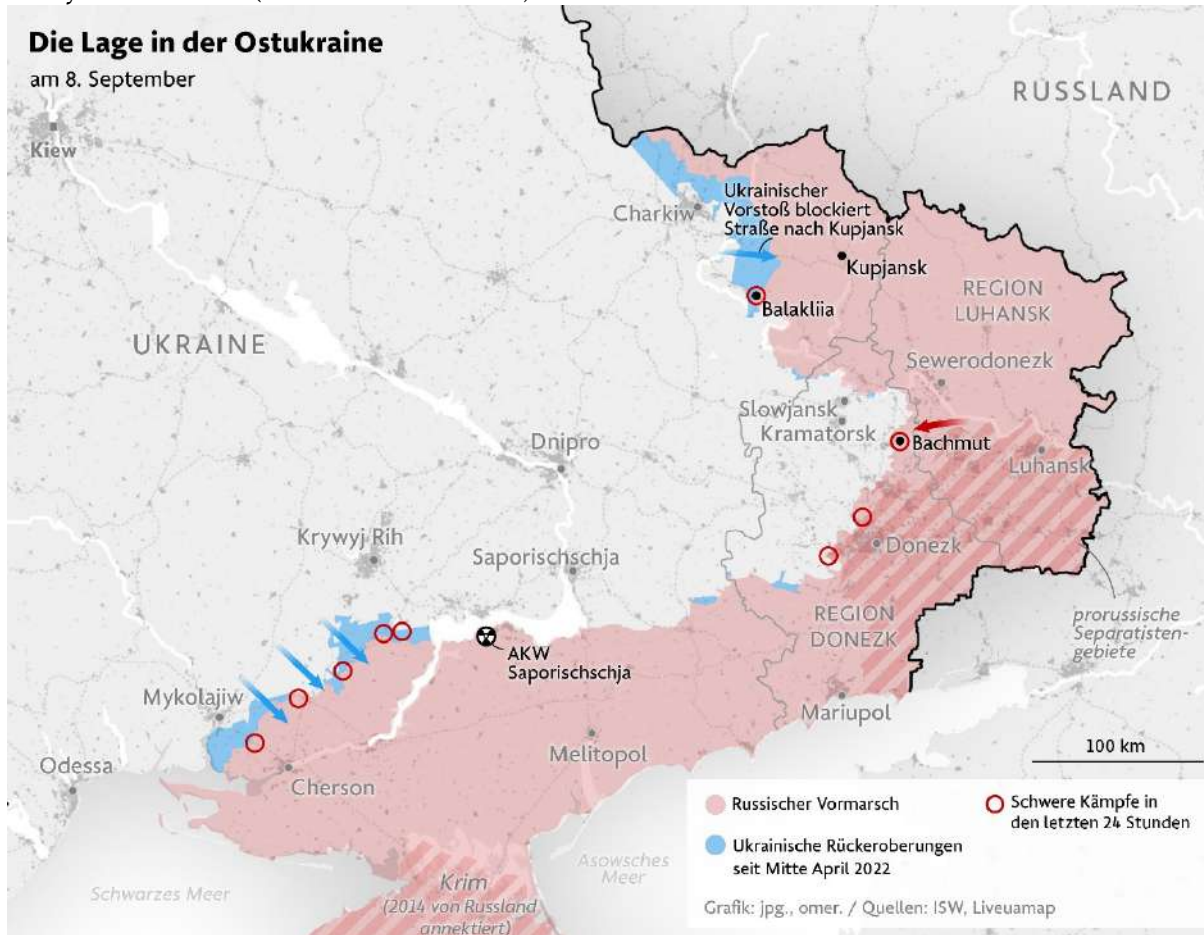 Die Lage in der Ostukraine
am 8. September
RUSSLAND
Kiew
Charkiw
Ukrainischer
Vorstoß blockiert
Straße nach Kupjansk
Kupjansk
REGION
LUHANSK
Balakliia
UKRAINE
Sewerodonezk
Slowjansk
Kramatorsk
Bachmut
Dnipro
Luhansk
Krywyj Rih
Saporischschja
Donezk
REGION
DONEZK
prorussische
Separatisten-
gebiete
AKW
Saporischschja
Mykolajiw
Mariupol
Melitopol
100 km
Odessa
Cherson
Russischer Vormarsch
Schwere Kämpfe in
den letzten 24 Stunden
Ukrainische Rückeroberungen
seit Mitte April 2022
Asowsches
Meer
Schwarzes Meer
Krim
(2014 von Russland
annektiert)
Grafik: jpg., omer. / Quellen: ISW, Liveuamap